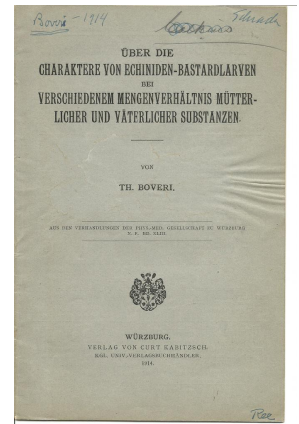 Boveri - 1914
ÜBER DIE
CHARAKTERE VON ECHINIDEN-BASTARDLARVEN
BEI
VERSCHIEDENEM MENGENVERHÄLTNIS MÜTTER-
LICHER UND VÄTERLICHER SUBSTANZEN.
VON
TH. BOVERI.
AUS DEN VERHANDLUNGEN DER PHYS.-MED. GESELLSCHAFT ZU WÜRZBURG
N. F. BD. XLIII.
WÜRZBURG.
VERLAG VON CURT KABITZSCH.
KGL. UNIV.-VERLAGSBUCHHÄNDLER.
1914.